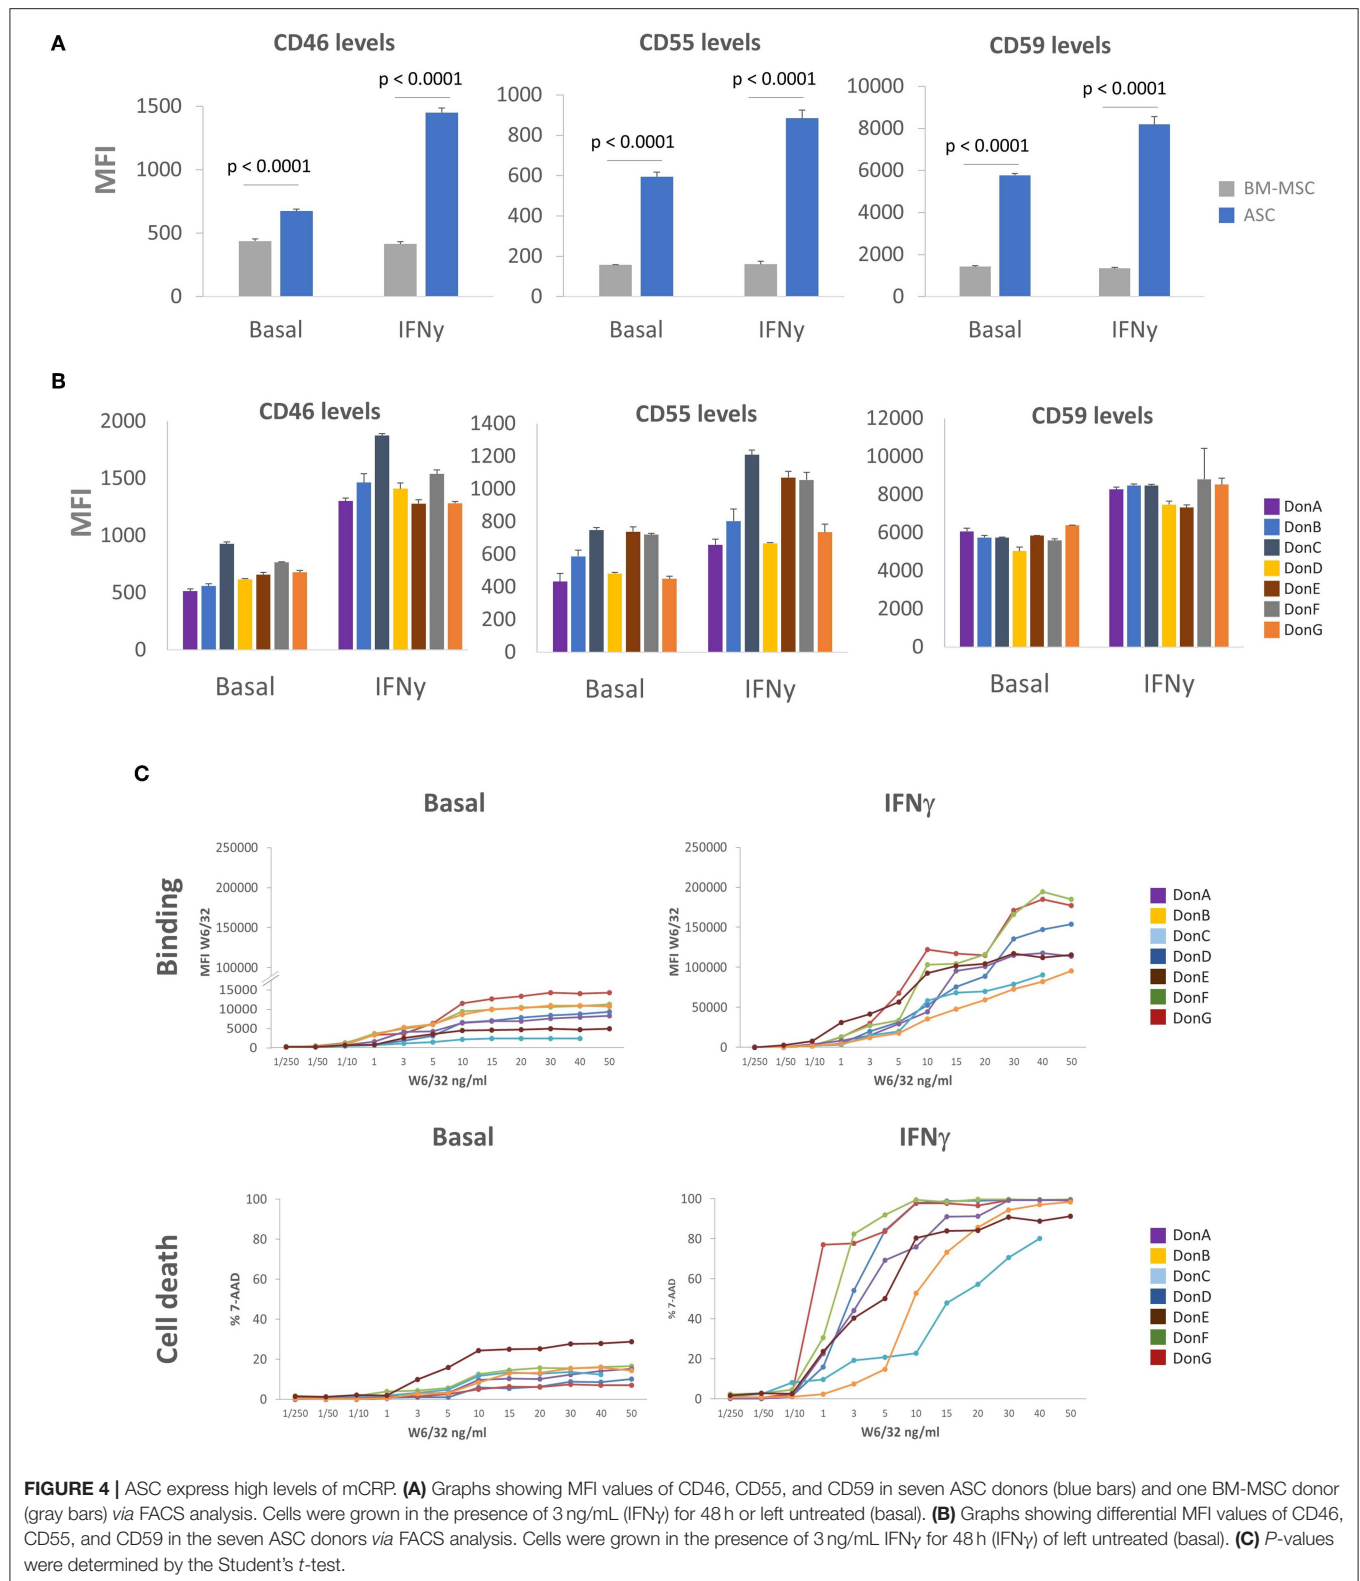 A
CD46 levels
CD55 levels
CD59 levels
MFI
1500
1000
500
0
p < 0.0001
p < 0.0001
Basal
IFNy
1000
800
600
400
200
0
p < 0.0001
p < 0.0001
Basal
IFNy
10000
8000
6000
4000
2000
0
p < 0.0001
p < 0.0001
Basal
IFNy
BM-MSC
ASC
B
CD46 levels
CD55 levels
CD59 levels
MFI
2000
1500
1000
500
0
Basal
IFNy
1400
1200
1000
800
600
400
200
0
Basal
IFNy
12000
10000
8000
6000
4000
2000
0
Basal
IFNy
DonA
DonB
DonC
DonD
DonE
DonF
DonG
C
Binding
Basal
MFI W6/32
250000
200000
150000
100000
15000
10000
5000
0
1/250 1/50 1/10 1 3 5 10 15 20 30 40 50
W6/32 ng/ml
IFNγ
MFI W6/32
250000
200000
150000
100000
50000
0
1/250 1/50 1/10 1 3 5 10 15 20 30 40 50
W6/32 ng/ml
DonA
DonB
DonC
DonD
DonE
DonF
DonG
Cell death
Basal
% 7-AAD
100
80
60
40
20
0
1/250 1/50 1/10 1 3 5 10 15 20 30 40 50
W6/32 ng/ml
IFNγ
% 7-AAD
100
80
60
40
20
0
1/250 1/50 1/10 1 3 5 10 15 20 30 40 50
W6/32 ng/ml
DonA
DonB
DonC
DonD
DonE
DonF
DonG
FIGURE 4 | ASC express high levels of mCRP. (A) Graphs showing MFI values of CD46, CD55, and CD59 in seven ASC donors (blue bars) and one BM-MSC donor
(gray bars) via FACS analysis. Cells were grown in the presence of 3 ng/mL (IFNγ) for 48 h or left untreated (basal). (B) Graphs showing differential MFI values of CD46,
CD55, and CD59 in the seven ASC donors via FACS analysis. Cells were grown in the presence of 3 ng/mL IFNγ for 48 h (IFNγ) of left untreated (basal). (C) P-values
were determined by the Student's t-test.